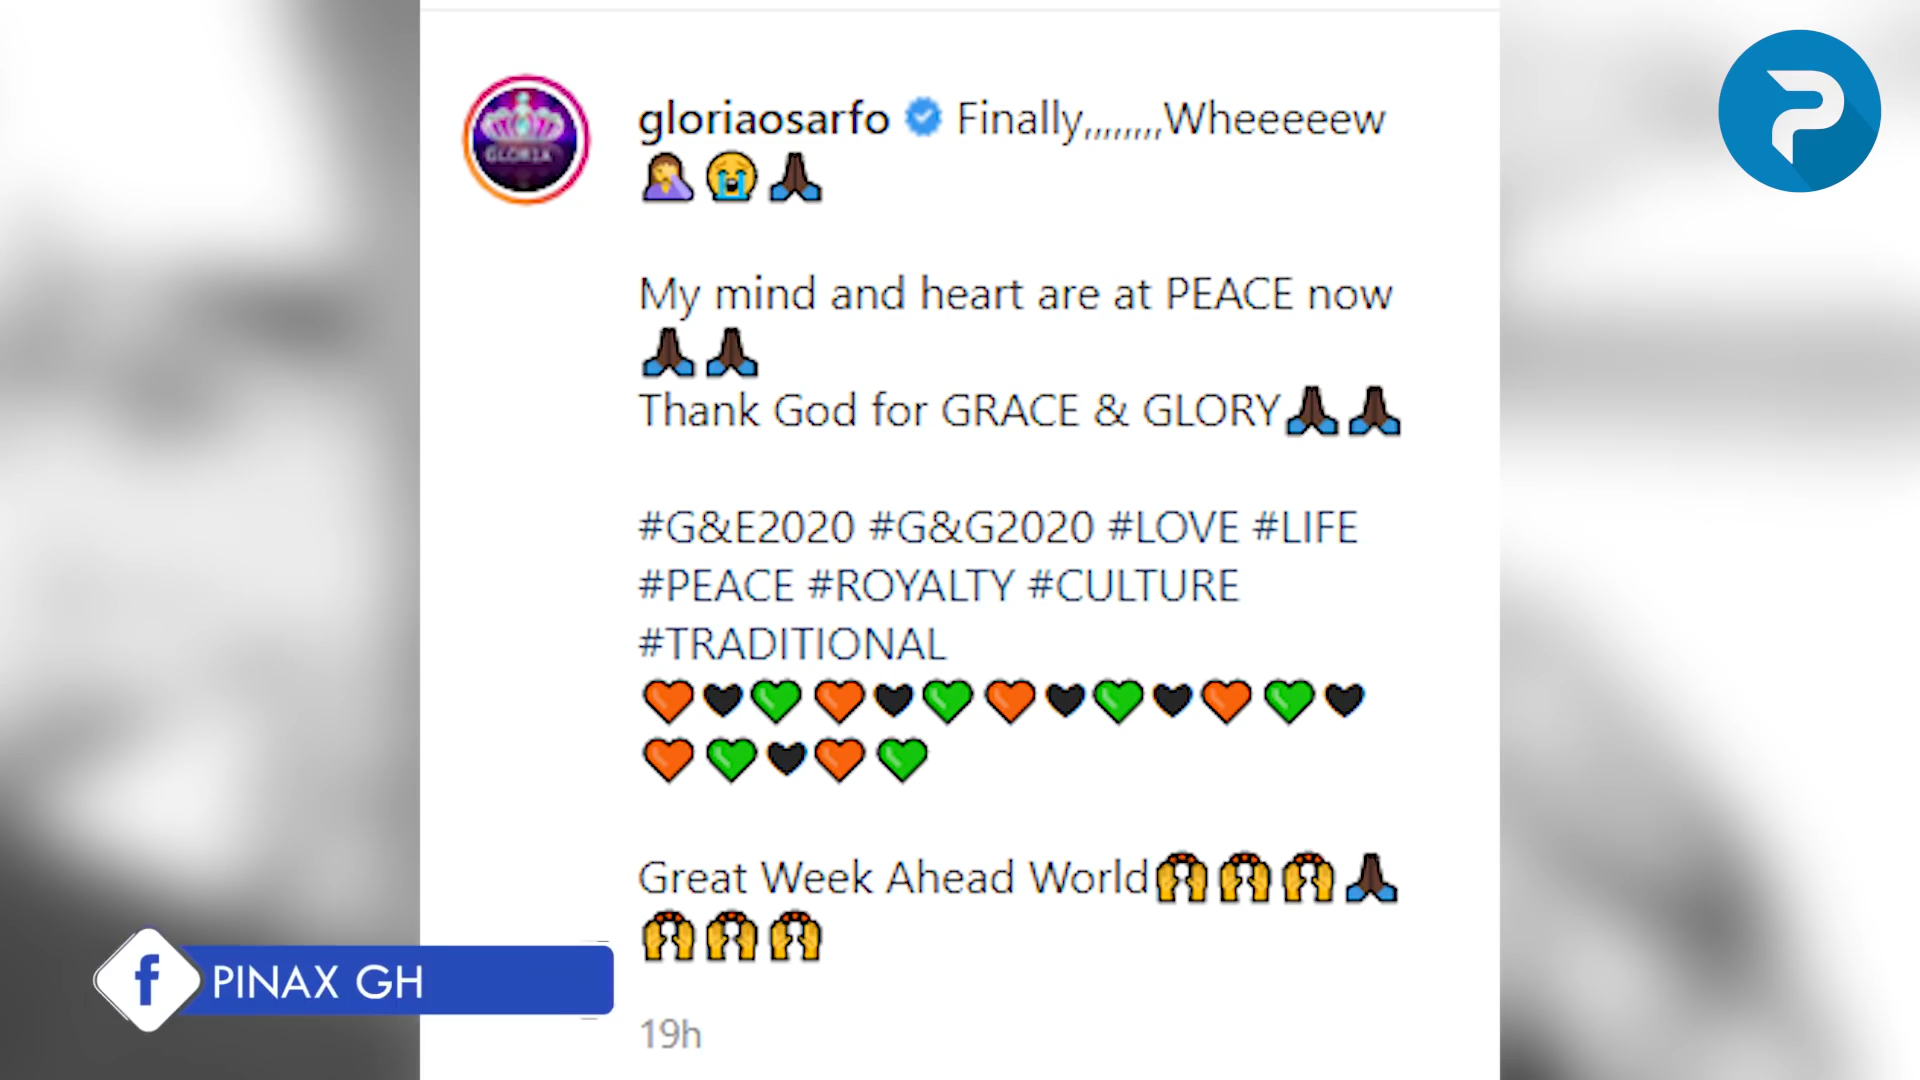 gloriaosarfo Finally,,,,,,,,Wheeeeew
🤦‍♀️😭🙏🏿
My mind and heart are at PEACE now
🙏🏿🙏🏿
Thank God for GRACE & GLORY🙏🏿🙏🏿
#G&E2020 #G&G2020 #LOVE #LIFE
#PEACE #ROYALTY #CULTURE
#TRADITIONAL
🧡🖤💚🧡🖤💚🧡🖤💚🖤🧡💚🖤
🧡💚🖤🧡💚
Great Week Ahead World🙌🙌🙌🙏🏿
🙌🙌🙌
19h
GLORIA
f PINAX GH